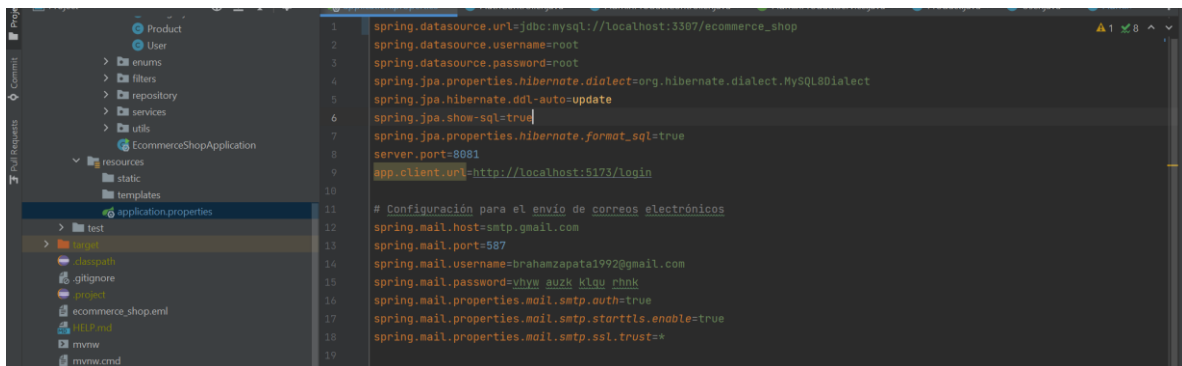 Product
User
enums
filters
repository
services
utils
EcommerceShopApplication
resources
static
templates
application.properties
test
target
.classpath
.gitignore
.project
ecommerce_shop.eml
HELP.md
mvnw
mvnw.cmd
Commit
Pull Requests
1 spring.datasource.url=jdbc:mysql://localhost:3307/ecommerce_shop
2 spring.datasource.username=root
3 spring.datasource.password=root
4 spring.jpa.properties.hibernate.dialect=org.hibernate.dialect.MySQL8Dialect
5 spring.jpa.hibernate.ddl-auto=update
6 spring.jpa.show-sql=true
7 spring.jpa.properties.hibernate.format_sql=true
8 server.port=8081
9 app.client.url=http://localhost:5173/login
10
11 # Configuración para el envío de correos electrónicos
12 spring.mail.host=smtp.gmail.com
13 spring.mail.port=587
14 spring.mail.username=brahamzapata1992@gmail.com
15 spring.mail.password=vhyw auzk klqu rhnk
16 spring.mail.properties.mail.smtp.auth=true
17 spring.mail.properties.mail.smtp.starttls.enable=true
18 spring.mail.properties.mail.smtp.ssl.trust=*
19
1 8